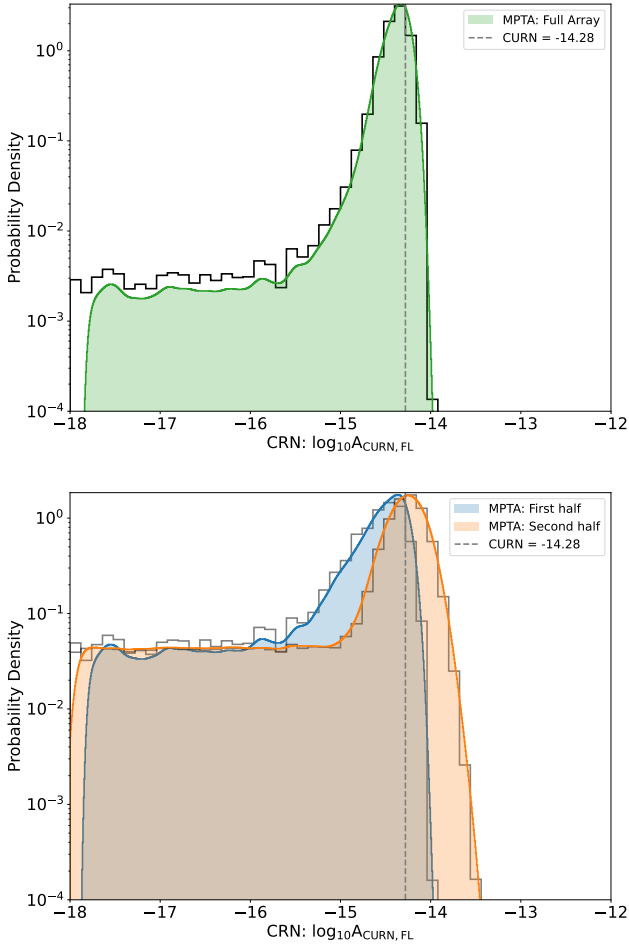 10⁰
10⁻¹
10⁻²
10⁻³
10⁻⁴
Probability Density
MPTA: Full Array
CURN = -14.28
−18 −17 −16 −15 −14 −13 −12
CRN: log₁₀A_CURN, FL
10⁰
10⁻¹
10⁻²
10⁻³
10⁻⁴
Probability Density
MPTA: First half
MPTA: Second half
CURN = -14.28
−18 −17 −16 −15 −14 −13 −12
CRN: log₁₀A_CURN, FL